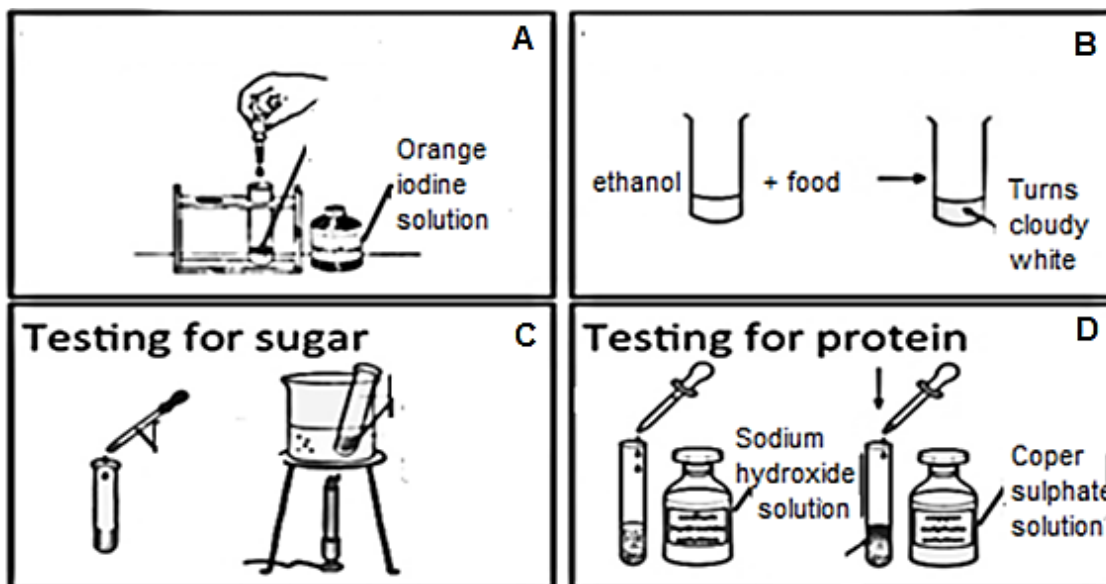 A
Orange
iodine
solution
B
ethanol
+ food
Turns
cloudy
white
Testing for sugar
C
Testing for protein
D
Sodium
hydroxide
solution
Coper
sulphate
solution